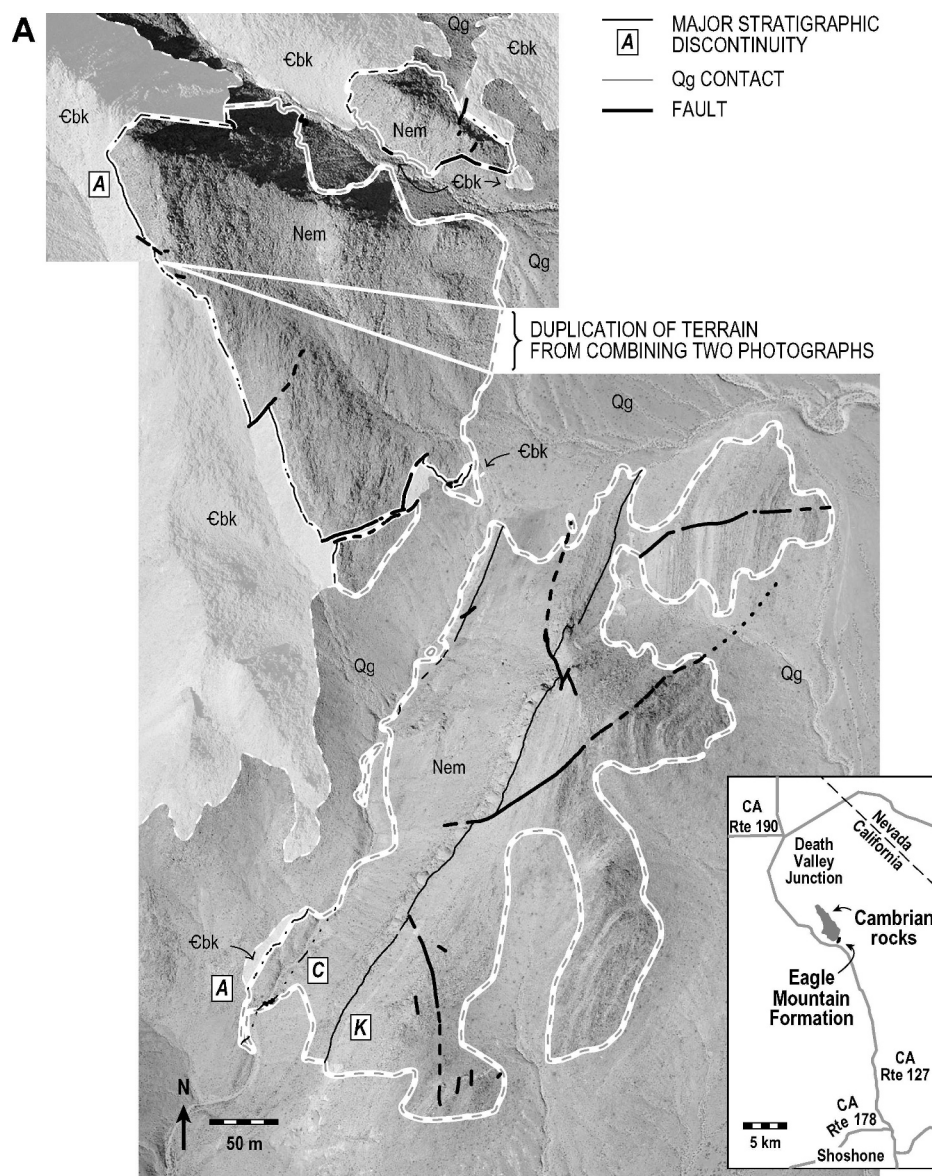 A
A
MAJOR STRATIGRAPHIC
DISCONTINUITY
Qg CONTACT
FAULT
Qg
Ꞓbk
Ꞓbk
Nem
Ꞓbk
A
Nem
Qg
DUPLICATION OF TERRAIN
FROM COMBINING TWO PHOTOGRAPHS
Qg
Ꞓbk
Ꞓbk
Qg
Qg
Nem
Ꞓbk
A
C
K
N
50 m
CA
Rte 190
Nevada
California
Death
Valley
Junction
Cambrian
rocks
Eagle
Mountain
Formation
CA
Rte 127
CA
Rte 178
5 km
Shoshone